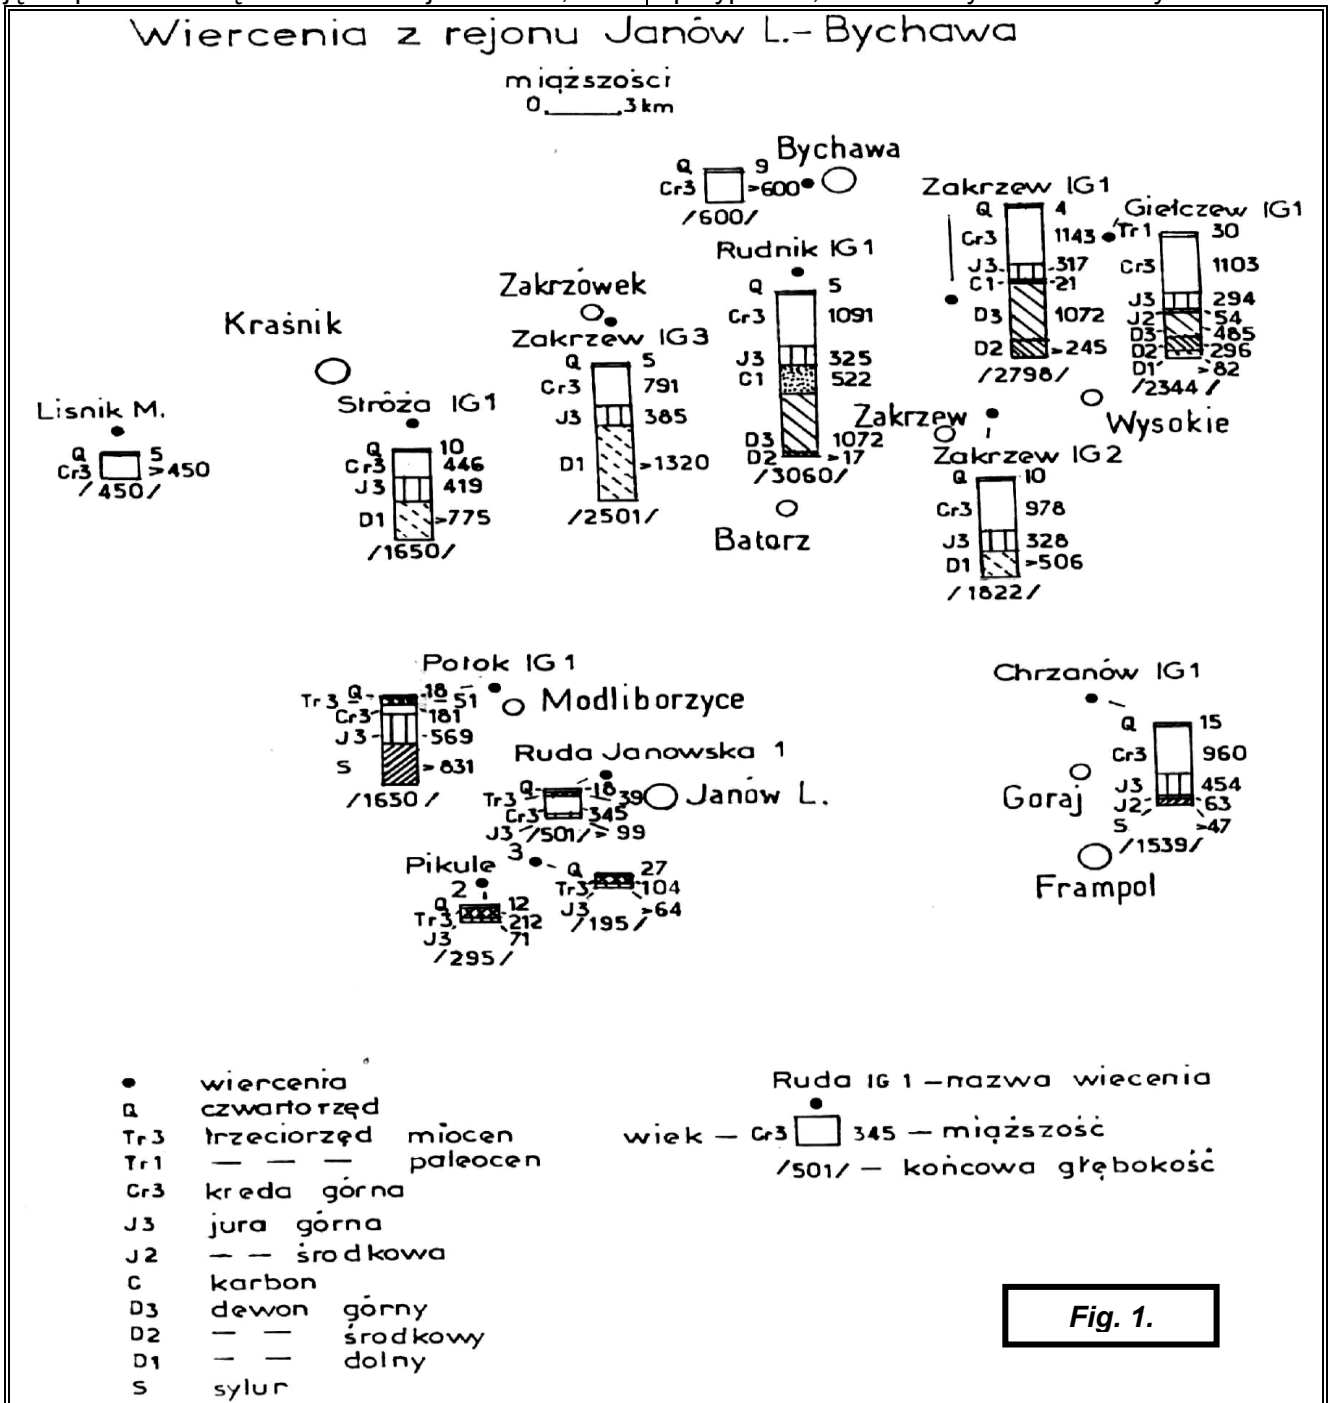 Wiercenia z rejonu Janów L.-Bychawa
miąższości
0 3 km
Bychawa
Q 9
Cr3 >600
/600/
Zakrzew IG1
Q 4
Cr3 1143
J3 317
C1 21
D3 1072
D2 >245
/2798/
Giełczew IG1
Tr1 30
Cr3 1103
J3 294
J2 54
D3 485
D2 296
D1 >82
/2344/
Rudnik IG1
Q 5
Cr3 1091
J3 325
C1 522
D3 1072
D2 >17
/3060/
Zakrzówek
Zakrzew IG3
Q 5
Cr3 791
J3 385
D1 >1320
/2501/
Kraśnik
Lisnik M.
Q 5
Cr3 >450
/450/
Stróża IG1
Q 10
Cr3 446
J3 419
D1 >775
/1650/
Batorz
Wysokie
Zakrzew
Zakrzew IG2
Q 10
Cr3 978
J3 328
D1 >506
/1822/
Potok IG1
Q 18
Tr3 51
Cr3 181
J3 569
S >831
/1650/
Modliborzyce
Ruda Janowska 1
Q 18
Tr3 39
Cr3 345
J3 /501/ >99
Janów L.
Chrzanów IG1
Q 15
Cr3 960
J3 454
J2 63
S >47
/1539/
Goraj
Frampol
Pikule 3
Q 27
Tr3 104
J3 >64
/195/
2
Q 12
Tr3 212
J3 71
/295/
wiercenia
Q czwartorzęd
Tr3 trzeciorzęd miocen
Tr1 — — — paleocen
Cr3 kreda górna
J3 jura górna
J2 — — środkowa
C karbon
D3 dewon górny
D2 — — środkowy
D1 — — dolny
S sylur
Ruda IG 1 – nazwa wiecenia
wiek – Cr3 345 – miąższość
/501/ – końcowa głębokość
Fig. 1.